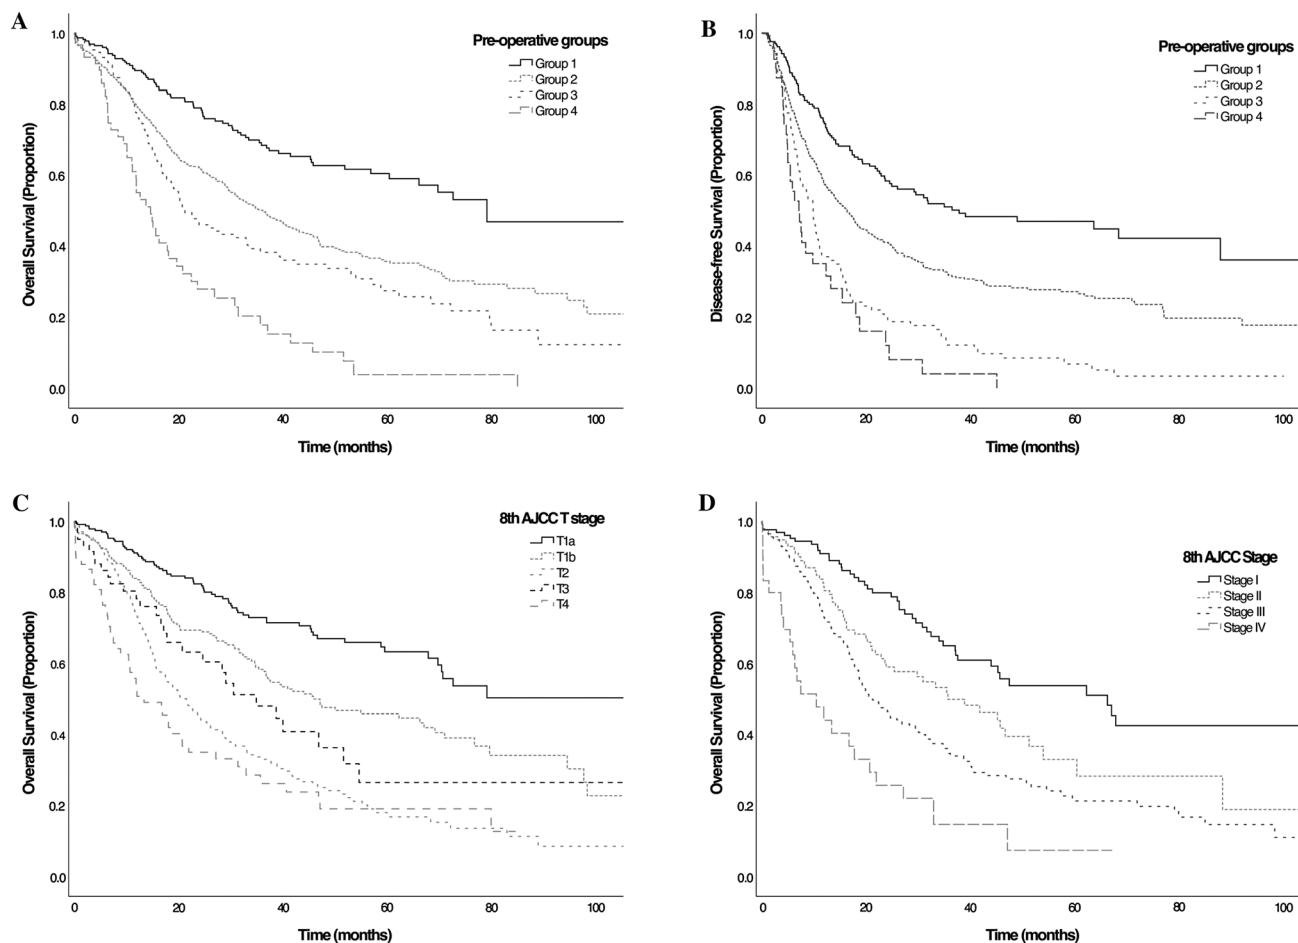 A
Pre-operative groups
Group 1
Group 2
Group 3
Group 4
Overall Survival (Proportion)
1.0
0.8
0.6
0.4
0.2
0.0
0 20 40 60 80 100
Time (months)
B
Pre-operative groups
Group 1
Group 2
Group 3
Group 4
Disease-free Survival (Proportion)
1.0
0.8
0.6
0.4
0.2
0.0
0 20 40 60 80 100
Time (months)
C
8th AJCC T stage
T1a
T1b
T2
T3
T4
Overall Survival (Proportion)
1.0
0.8
0.6
0.4
0.2
0.0
0 20 40 60 80 100
Time (months)
D
8th AJCC Stage
Stage I
Stage II
Stage III
Stage IV
Overall Survival (Proportion)
1.0
0.8
0.6
0.4
0.2
0.0
0 20 40 60 80 100
Time (months)